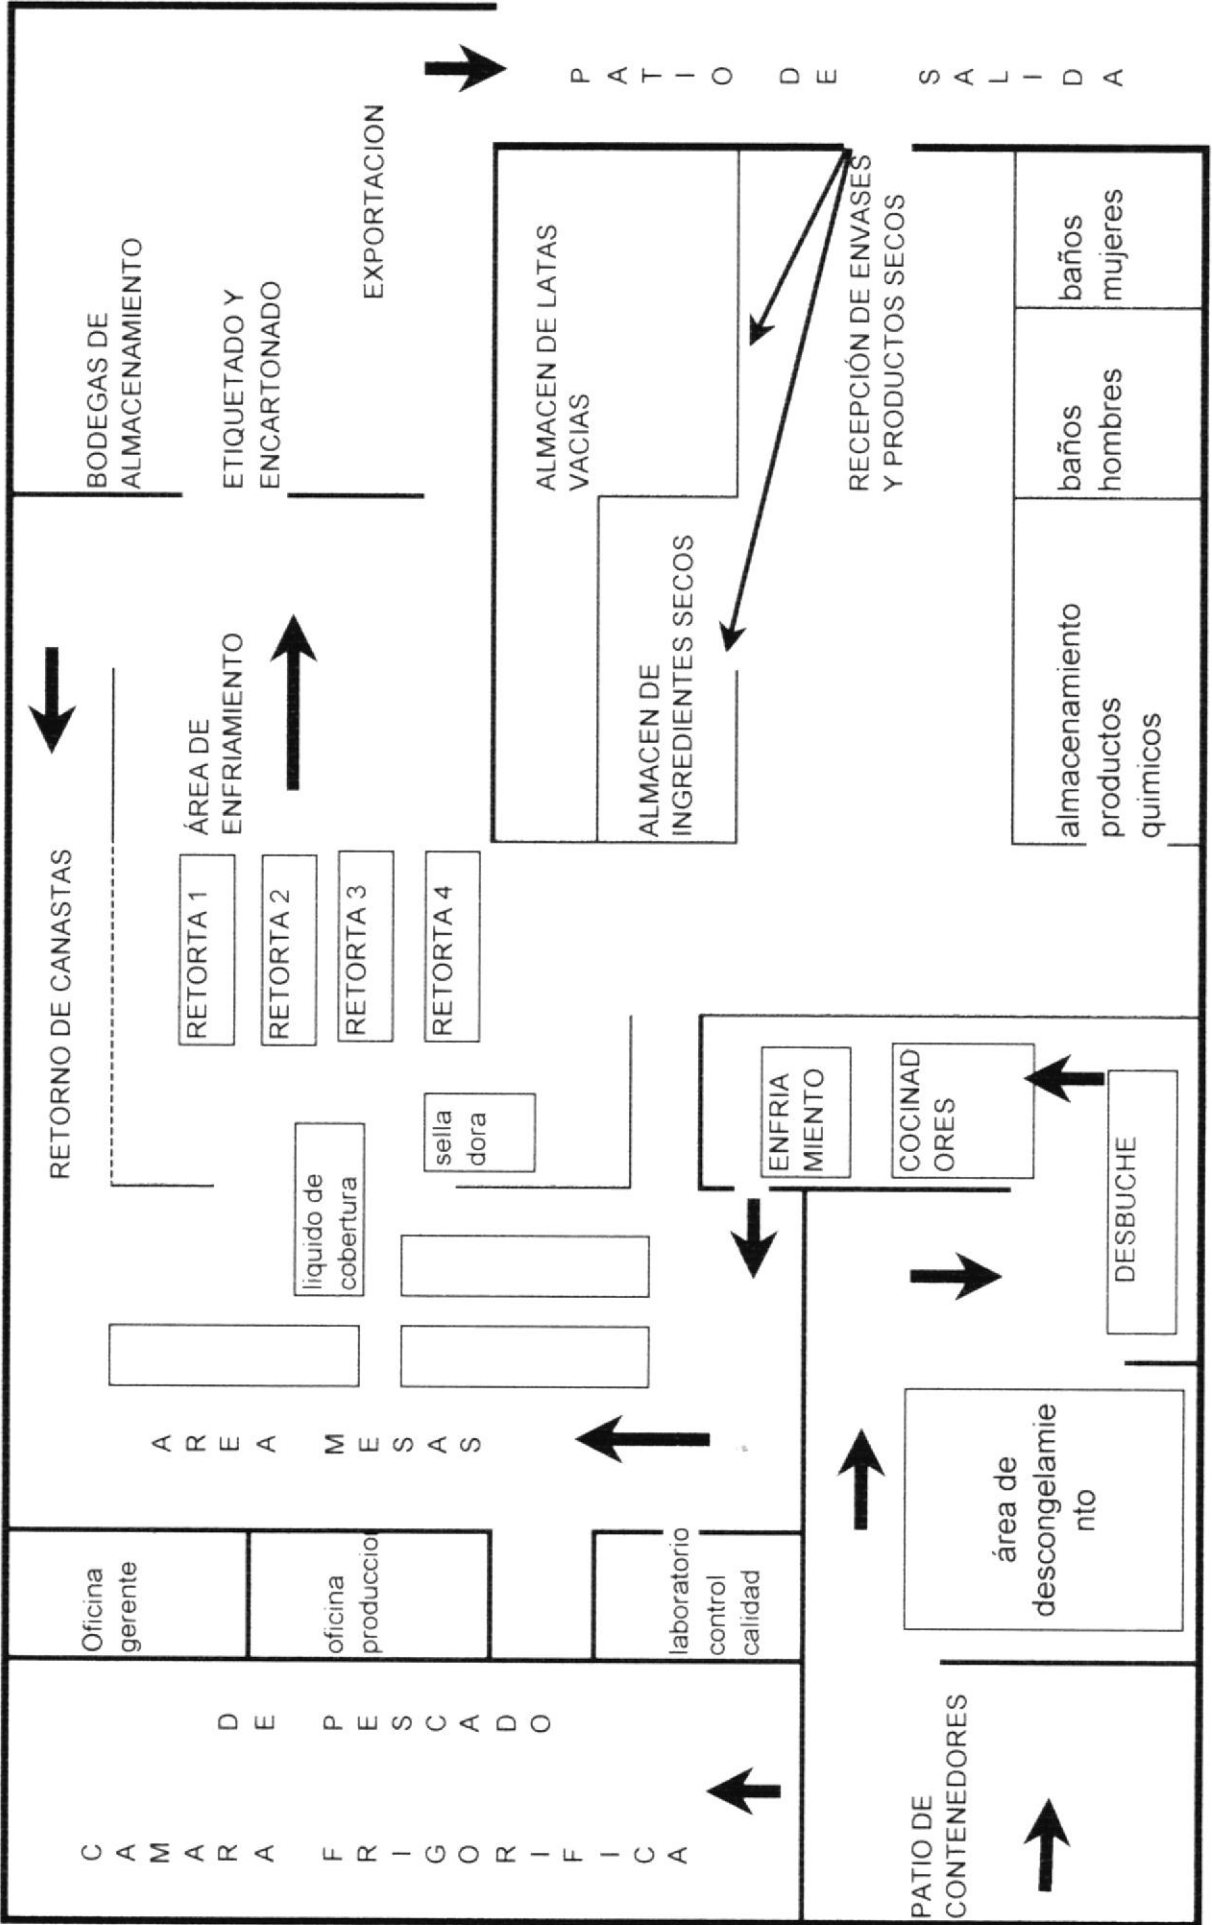 CAMARA FRIGORIFICA
DE PESCADO
Oficina
gerente
oficina
produccio
laboratorio
control
calidad
PATIO DE
CONTENEDORES
AREA MESAS
área de
descongelamie
nto
RETORNO DE CANASTAS
liquido de
cobertura
sella
dora
RETORTA 1
RETORTA 2
RETORTA 3
RETORTA 4
ENFRIA
MIENTO
COCINAD
ORES
DESBUCHE
ÁREA DE
ENFRIAMIENTO
BODEGAS DE
ALMACENAMIENTO
ETIQUETADO Y
ENCARTONADO
EXPORTACION
ALMACEN DE LATAS
VACIAS
ALMACEN DE
INGREDIENTES SECOS
RECEPCIÓN DE ENVASES
Y PRODUCTOS SECOS
almacenamiento
productos
quimicos
baños
hombres
baños
mujeres
PATIO DE SALIDA